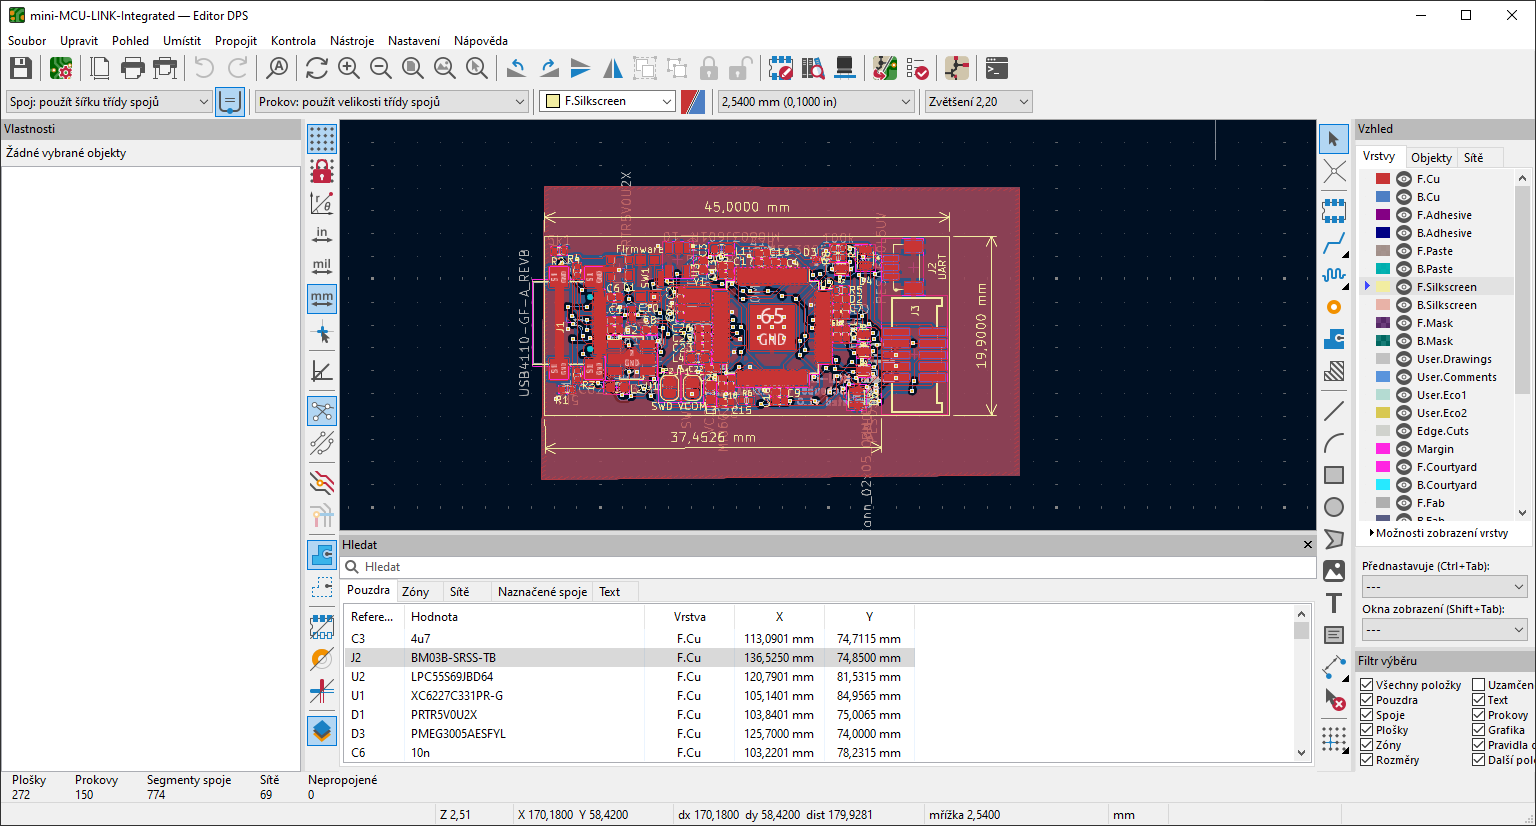 mini-MCU-LINK-Integrated — Editor DPS
Soubor Upravit Pohled Umístit Propojit Kontrola Nástroje Nastavení Nápověda
Spoj: použít šířku třídy spojů
Prokov: použít velikosti třídy spojů
F.Silkscreen
2,5400 mm (0,1000 in)
Zvětšení 2,20
Vlastnosti
Žádné vybrané objekty
in
mil
mm
USB4110-GF-A_REVB
45,0000 mm
Firmware
J2
UART
J3
19,9000 mm
65
GND
SWD VCOM
R1
C15
C9
37,4526 mm
Vzhled
Vrstvy Objekty Sítě
F.Cu
B.Cu
F.Adhesive
B.Adhesive
F.Paste
B.Paste
F.Silkscreen
B.Silkscreen
F.Mask
B.Mask
User.Drawings
User.Comments
User.Eco1
User.Eco2
Edge.Cuts
Margin
F.Courtyard
B.Courtyard
F.Fab
B.Fab
Možnosti zobrazení vrstvy
Přednastavuje (Ctrl+Tab):
---
Okna zobrazení (Shift+Tab):
---
Filtr výběru
Všechny položky Uzamčen
Pouzdra Text
Spoje Prokovy
Plošky Grafika
Zóny Pravidla
Rozměry Další pol
Hledat
Hledat
Pouzdra Zóny Sítě Naznačené spoje Text
Refere... Hodnota Vrstva X Y
C3 4u7 F.Cu 113,0901 mm 74,7115 mm
J2 BM03B-SRSS-TB F.Cu 136,5250 mm 74,8500 mm
U2 LPC55S69JBD64 F.Cu 120,7901 mm 81,5315 mm
U1 XC6227C331PR-G F.Cu 105,1401 mm 84,9565 mm
D1 PRTR5V0U2X F.Cu 103,8401 mm 75,0065 mm
D3 PMEG3005AESFYL F.Cu 125,7000 mm 74,0000 mm
C6 10n F.Cu 103,2201 mm 78,2315 mm
Plošky Prokovy Segmenty spoje Sítě Nepropojené
272 150 774 69 0
Z 2,51 X 170,1800 Y 58,4200 dx 170,1800 dy 58,4200 dist 179,9281 mřížka 2,5400 mm